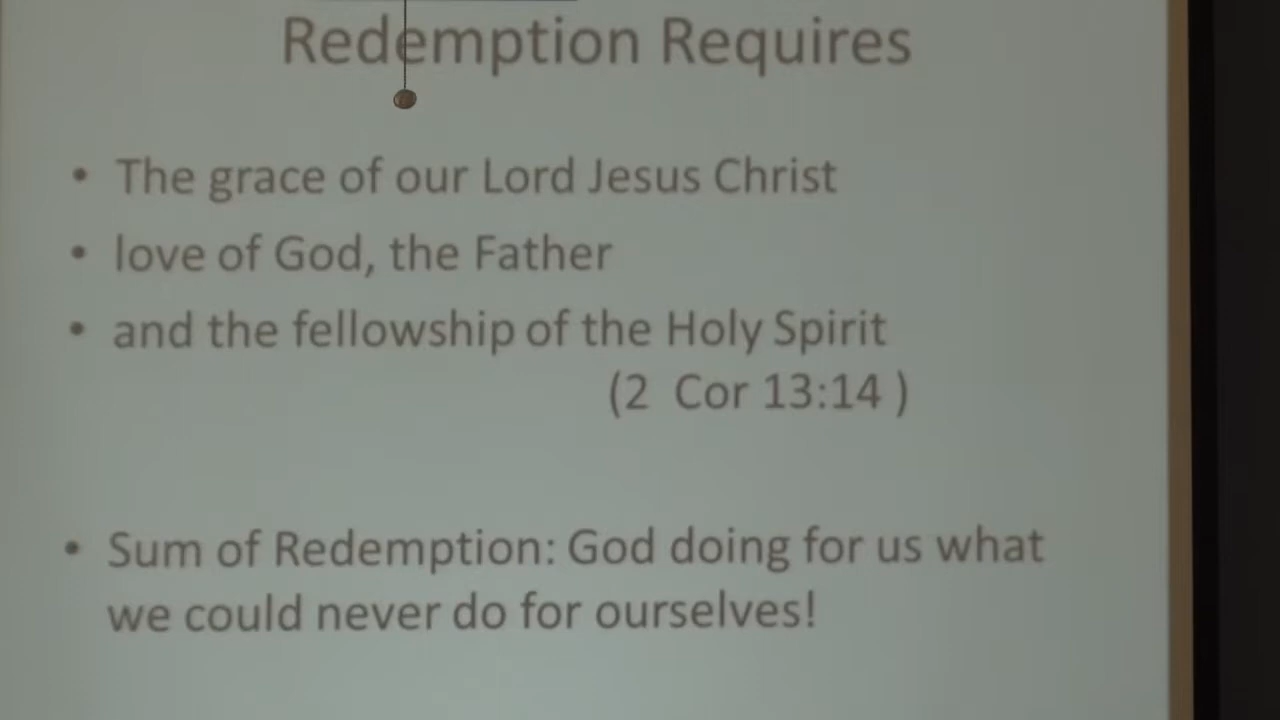 Redemption Requires
• The grace of our Lord Jesus Christ
• love of God, the Father
• and the fellowship of the Holy Spirit
(2  Cor 13:14 )
• Sum of Redemption: God doing for us what
we could never do for ourselves!